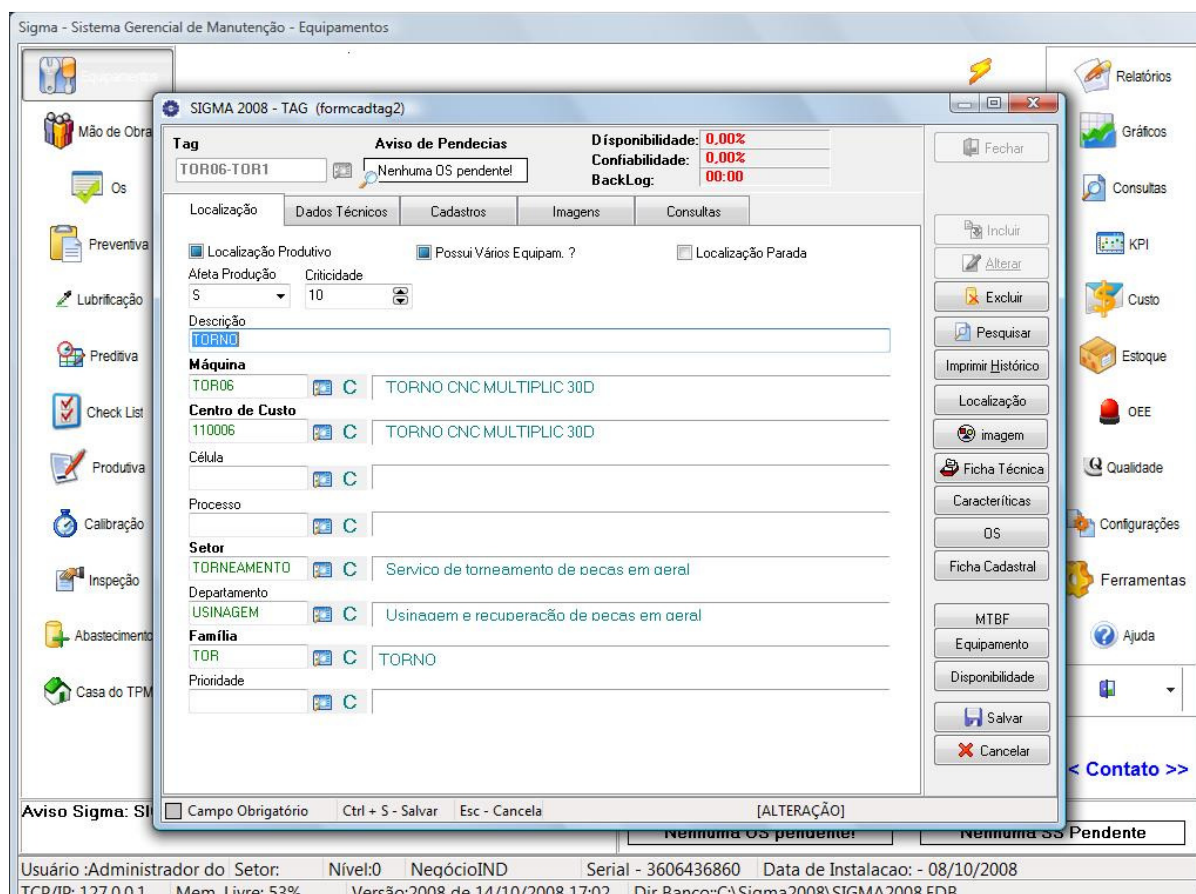 Sigma - Sistema Gerencial de Manutenção - Equipamentos
Equipamentos
Mão de Obra
Os
Preventiva
Lubrificação
Preditiva
Check List
Produtiva
Calibração
Inspeção
Abastecimento
Casa do TPM
SIGMA 2008 - TAG (formcadtag2)
Tag
Aviso de Pendecias
Disponibilidade: 0,00%
TOR06-TOR1
Nenhuma OS pendente!
Confiabilidade: 0,00%
BackLog: 00:00
Localização Dados Técnicos Cadastros Imagens Consultas
Localização Produtivo Possui Vários Equipam. ? Localização Parada
Afeta Produção Criticidade
S 10
Descrição
TORNO
Máquina
TOR06 C TORNO CNC MULTIPLIC 30D
Centro de Custo
110006 C TORNO CNC MULTIPLIC 30D
Célula
C
Processo
C
Setor
TORNEAMENTO C Servico de torneamento de pecas em geral
Departamento
USINAGEM C Usinagem e recuperação de pecas em geral
Família
TOR C TORNO
Prioridade
C
Fechar
Incluir
Alterar
Excluir
Pesquisar
Imprimir Histórico
Localização
imagem
Ficha Técnica
Caracteríticas
OS
Ficha Cadastral
MTBF
Equipamento
Disponibilidade
Salvar
Cancelar
Campo Obrigatório Ctrl + S - Salvar Esc - Cancela [ALTERAÇÃO]
Relatórios
Gráficos
Consultas
KPI
Custo
Estoque
OEE
Qualidade
Configurações
Ferramentas
Ajuda
< Contato >>
Aviso Sigma:
Nenhuma OS pendente! Nenhuma SS Pendente
Usuário :Administrador do Setor: Nível:0 NegócioIND Serial - 3606436860 Data de Instalacao: - 08/10/2008
TCP/IP: 127.0.0.1 Mem. Livre: 53% Versão:2008 de 14/10/2008 17:02 Dir Banco::C:\Sigma2008\SIGMA2008.FDB